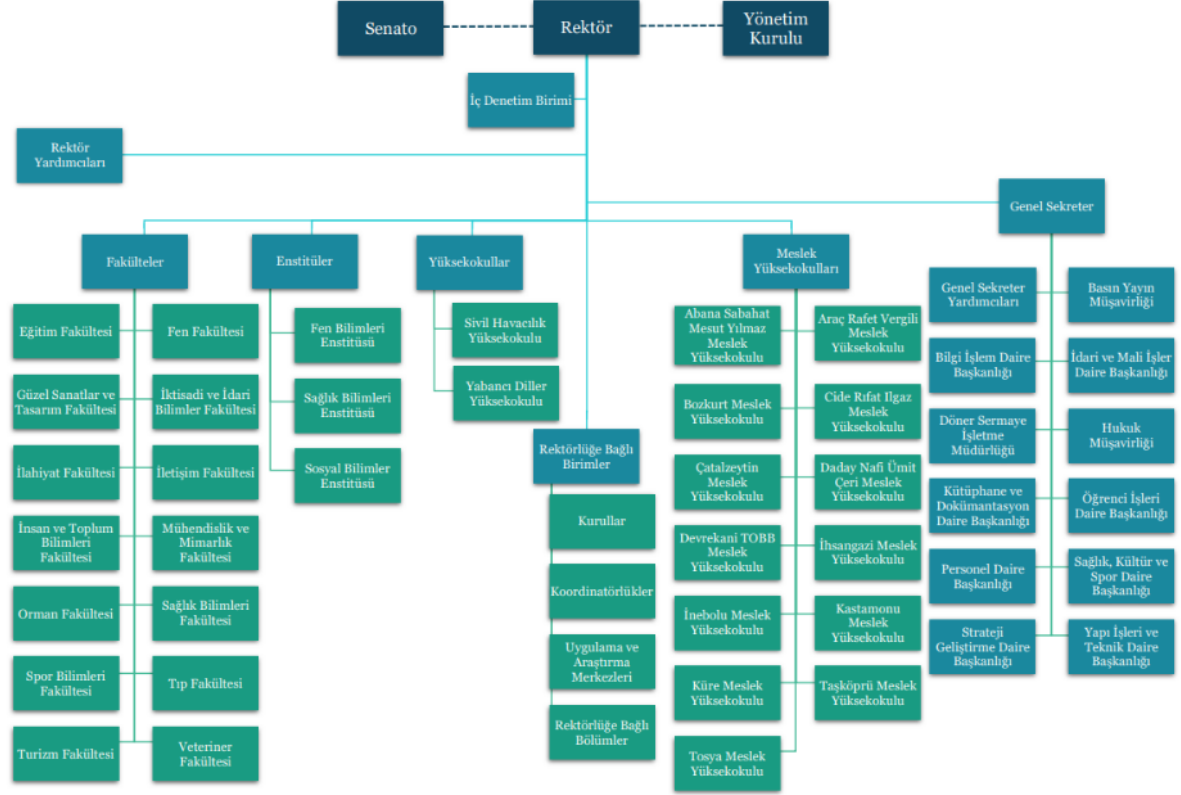 Senato
Rektör
Yönetim
Kurulu
İç Denetim Birimi
Rektör
Yardımcıları
Genel Sekreter
Fakülteler
Enstitüler
Yüksekokullar
Meslek
Yüksekokulları
Eğitim Fakültesi
Fen Fakültesi
Güzel Sanatlar ve
Tasarım Fakültesi
İktisadi ve İdari
Bilimler Fakültesi
İlahiyat Fakültesi
İletişim Fakültesi
İnsan ve Toplum
Bilimleri
Fakültesi
Mühendislik ve
Mimarlık
Fakültesi
Orman Fakültesi
Sağlık Bilimleri
Fakültesi
Spor Bilimleri
Fakültesi
Tıp Fakültesi
Turizm Fakültesi
Veteriner
Fakültesi
Fen Bilimleri
Enstitüsü
Sağlık Bilimleri
Enstitüsü
Sosyal Bilimler
Enstitüsü
Sivil Havacılık
Yüksekokulu
Yabancı Diller
Yüksekokulu
Rektörlüğe Bağlı
Birimler
Kurullar
Koordinatörlükler
Uygulama ve
Araştırma
Merkezleri
Rektörlüğe Bağlı
Bölümler
Abana Sabahat
Mesut Yılmaz
Meslek
Yüksekokulu
Araç Rafet Vergili
Meslek
Yüksekokulu
Bozkurt Meslek
Yüksekokulu
Cide Rıfat Ilgaz
Meslek
Yüksekokulu
Çatalzeytin
Meslek
Yüksekokulu
Daday Nafi Ümit
Çeri Meslek
Yüksekokulu
Devrekani TOBB
Meslek
Yüksekokulu
İhsangazi Meslek
Yüksekokulu
İnebolu Meslek
Yüksekokulu
Kastamonu
Meslek
Yüksekokulu
Küre Meslek
Yüksekokulu
Taşköprü Meslek
Yüksekokulu
Tosya Meslek
Yüksekokulu
Genel Sekreter
Yardımcıları
Basın Yayın
Müşavirliği
Bilgi İşlem Daire
Başkanlığı
İdari ve Mali İşler
Daire Başkanlığı
Döner Sermaye
İşletme
Müdürlüğü
Hukuk
Müşavirliği
Kütüphane ve
Dokümantasyon
Daire Başkanlığı
Öğrenci İşleri
Daire Başkanlığı
Personel Daire
Başkanlığı
Sağlık, Kültür ve
Spor Daire
Başkanlığı
Strateji
Geliştirme Daire
Başkanlığı
Yapı İşleri ve
Teknik Daire
Başkanlığı